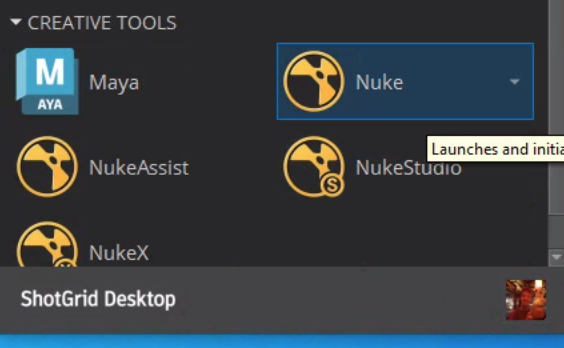 CREATIVE TOOLS
M
AYA
Maya
Nuke
Launches and initia
NukeAssist
S
NukeStudio
NukeX
ShotGrid Desktop